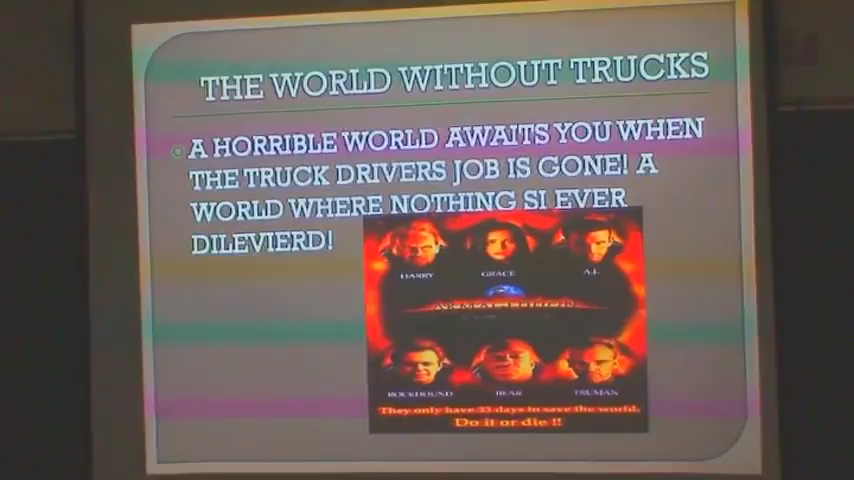 THE WORLD WITHOUT TRUCKS
A HORRIBLE WORLD AWAITS YOU WHEN
THE TRUCK DRIVERS JOB IS GONE! A
WORLD WHERE NOTHING SI EVER
DILEVIERD!
HARRY GRACE A.J.
ARMAGEDDON
ROCKHOUND BEAR TRUMAN
They only have 33 days to save the world.
Do it or die !!